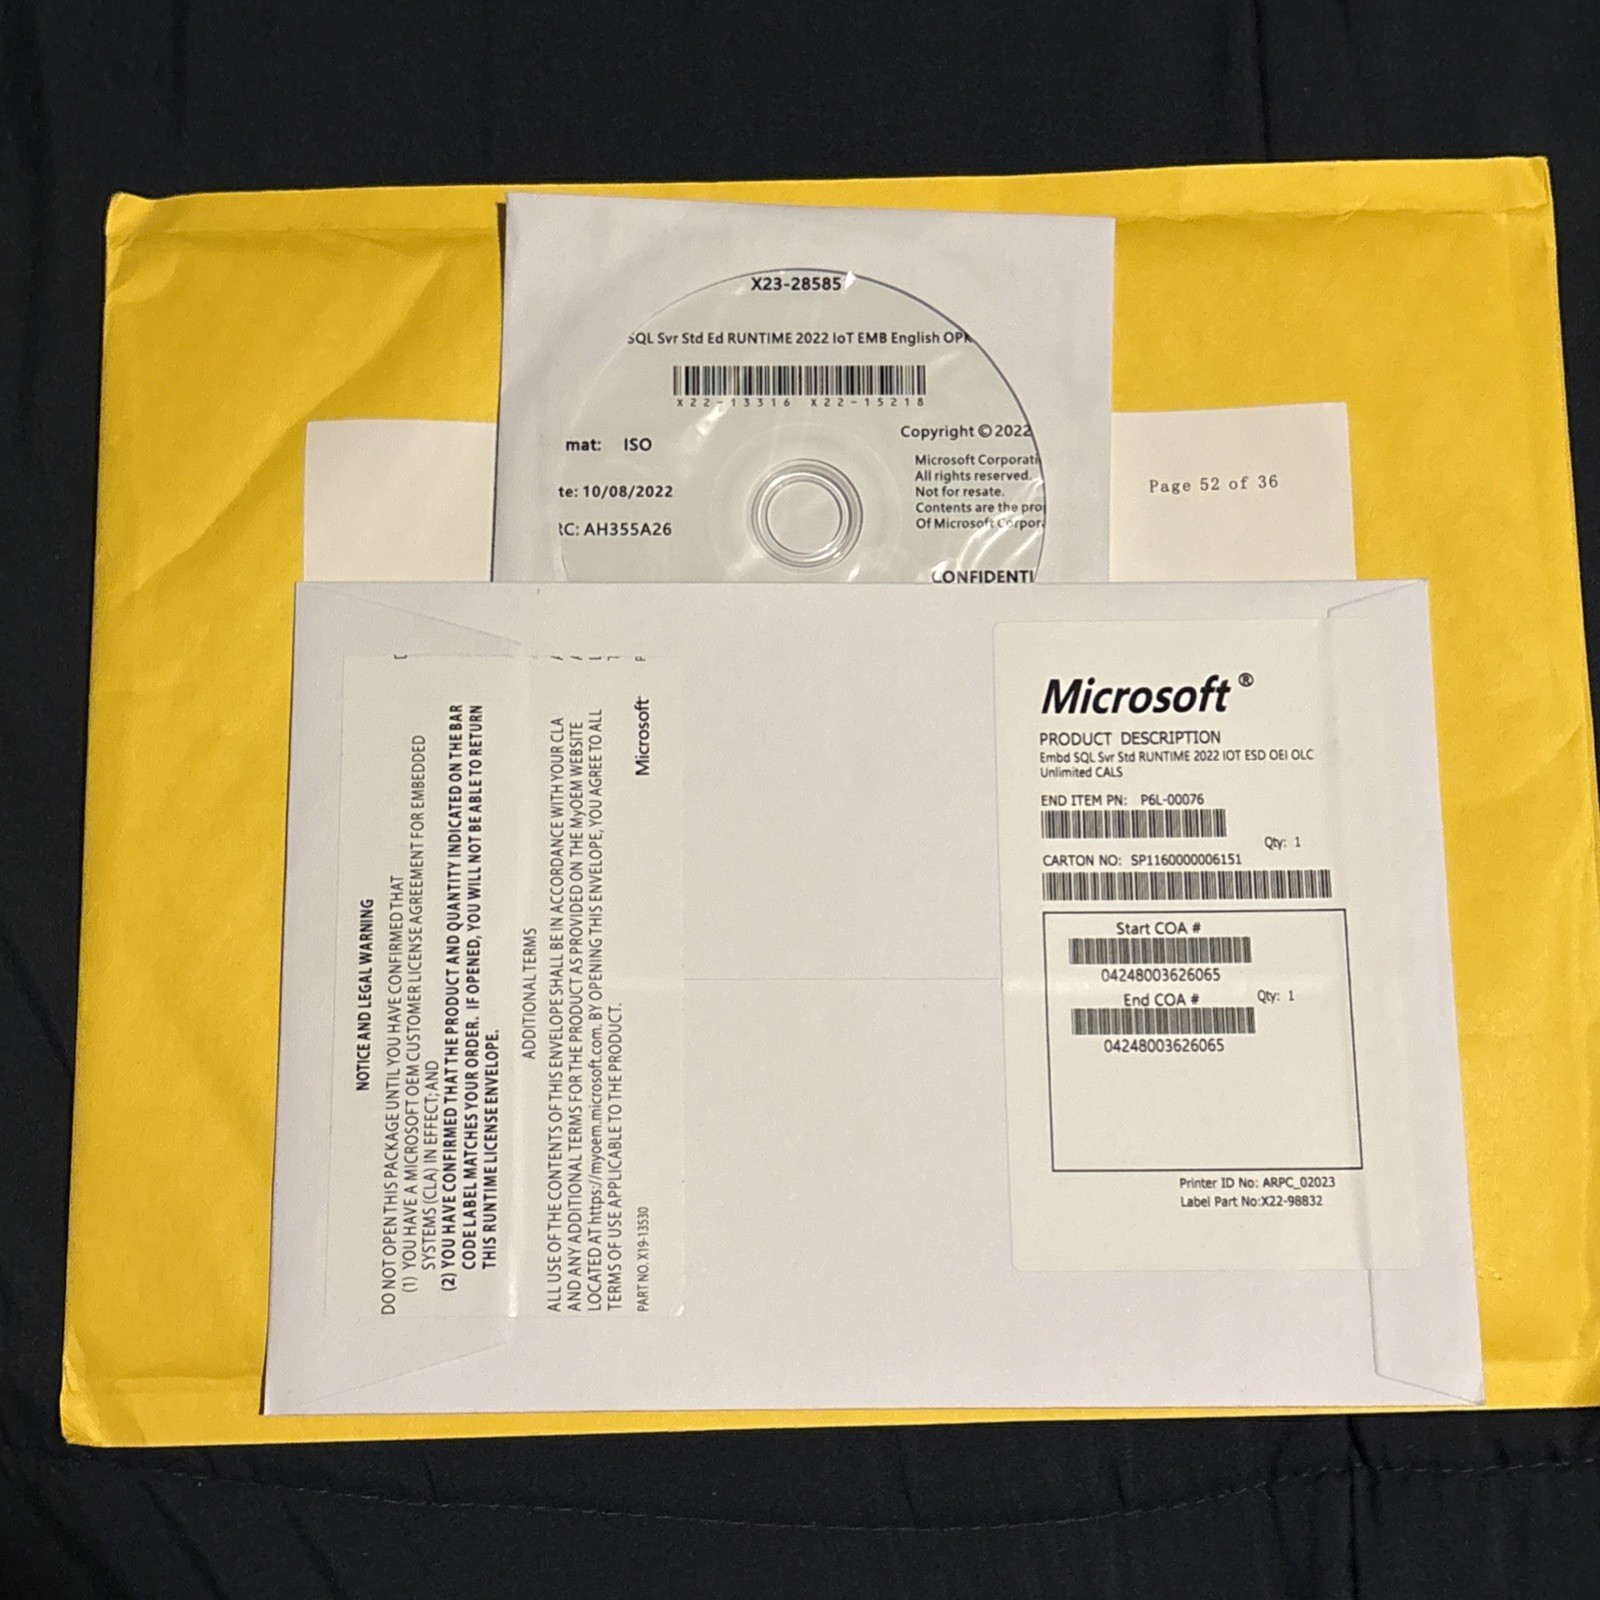 X23-28585
SQL Svr Std Ed RUNTIME 2022 IoT EMB English OPK
X22-13316 X22-15218
mat: ISO
Copyright © 2022
Microsoft Corporati
All rights reserved.
Not for resate.
Contents are the pro
Of Microsoft Corpor
te: 10/08/2022
C: AH355A26
CONFIDENTI
Page 52 of 36
NOTICE AND LEGAL WARNING
DO NOT OPEN THIS PACKAGE UNTIL YOU HAVE CONFIRMED THAT
(1) YOU HAVE A MICROSOFT OEM CUSTOMER LICENSE AGREEMENT FOR EMBEDDED
SYSTEMS (CLA) IN EFFECT; AND
(2) YOU HAVE CONFIRMED THAT THE PRODUCT AND QUANTITY INDICATED ON THE BAR
CODE LABEL MATCHES YOUR ORDER. IF OPENED, YOU WILL NOT BE ABLE TO RETURN
THIS RUNTIME LICENSE ENVELOPE.
ADDITIONAL TERMS
ALL USE OF THE CONTENTS OF THIS ENVELOPE SHALL BE IN ACCORDANCE WITH YOUR CLA
AND ANY ADDITIONAL TERMS FOR THE PRODUCT AS PROVIDED ON THE MyOEM WEBSITE
LOCATED AT https://myoem.microsoft.com. BY OPENING THIS ENVELOPE, YOU AGREE TO ALL
TERMS OF USE APPLICABLE TO THE PRODUCT.
PART NO. X19-13530
Microsoft
Microsoft®
PRODUCT DESCRIPTION
Embd SQL Svr Std RUNTIME 2022 IOT ESD OEI OLC
Unlimited CALS
END ITEM PN: P6L-00076
Qty: 1
CARTON NO: SP1160000006151
Start COA #
04248003626065
End COA #
Qty: 1
04248003626065
Printer ID No: ARPC_02023
Label Part No:X22-98832